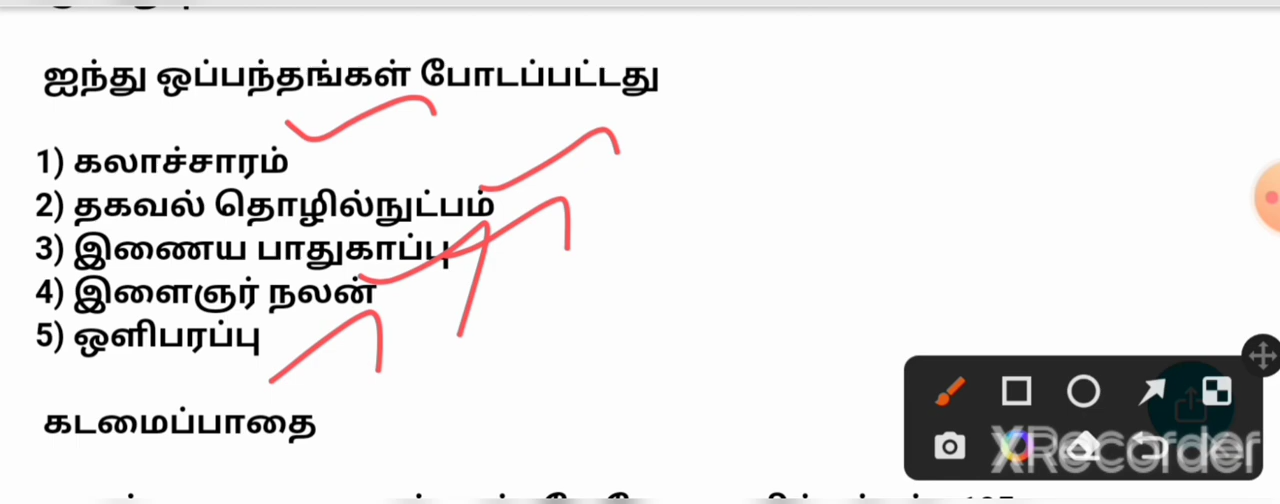 ஐந்து ஒப்பந்தங்கள் போடப்பட்டது
1) கலாச்சாரம்
2) தகவல் தொழில்நுட்பம்
3) இணைய பாதுகாப்பு
4) இளைஞர் நலன்
5) ஒளிபரப்பு
கடமைப்பாதை
XRecorder